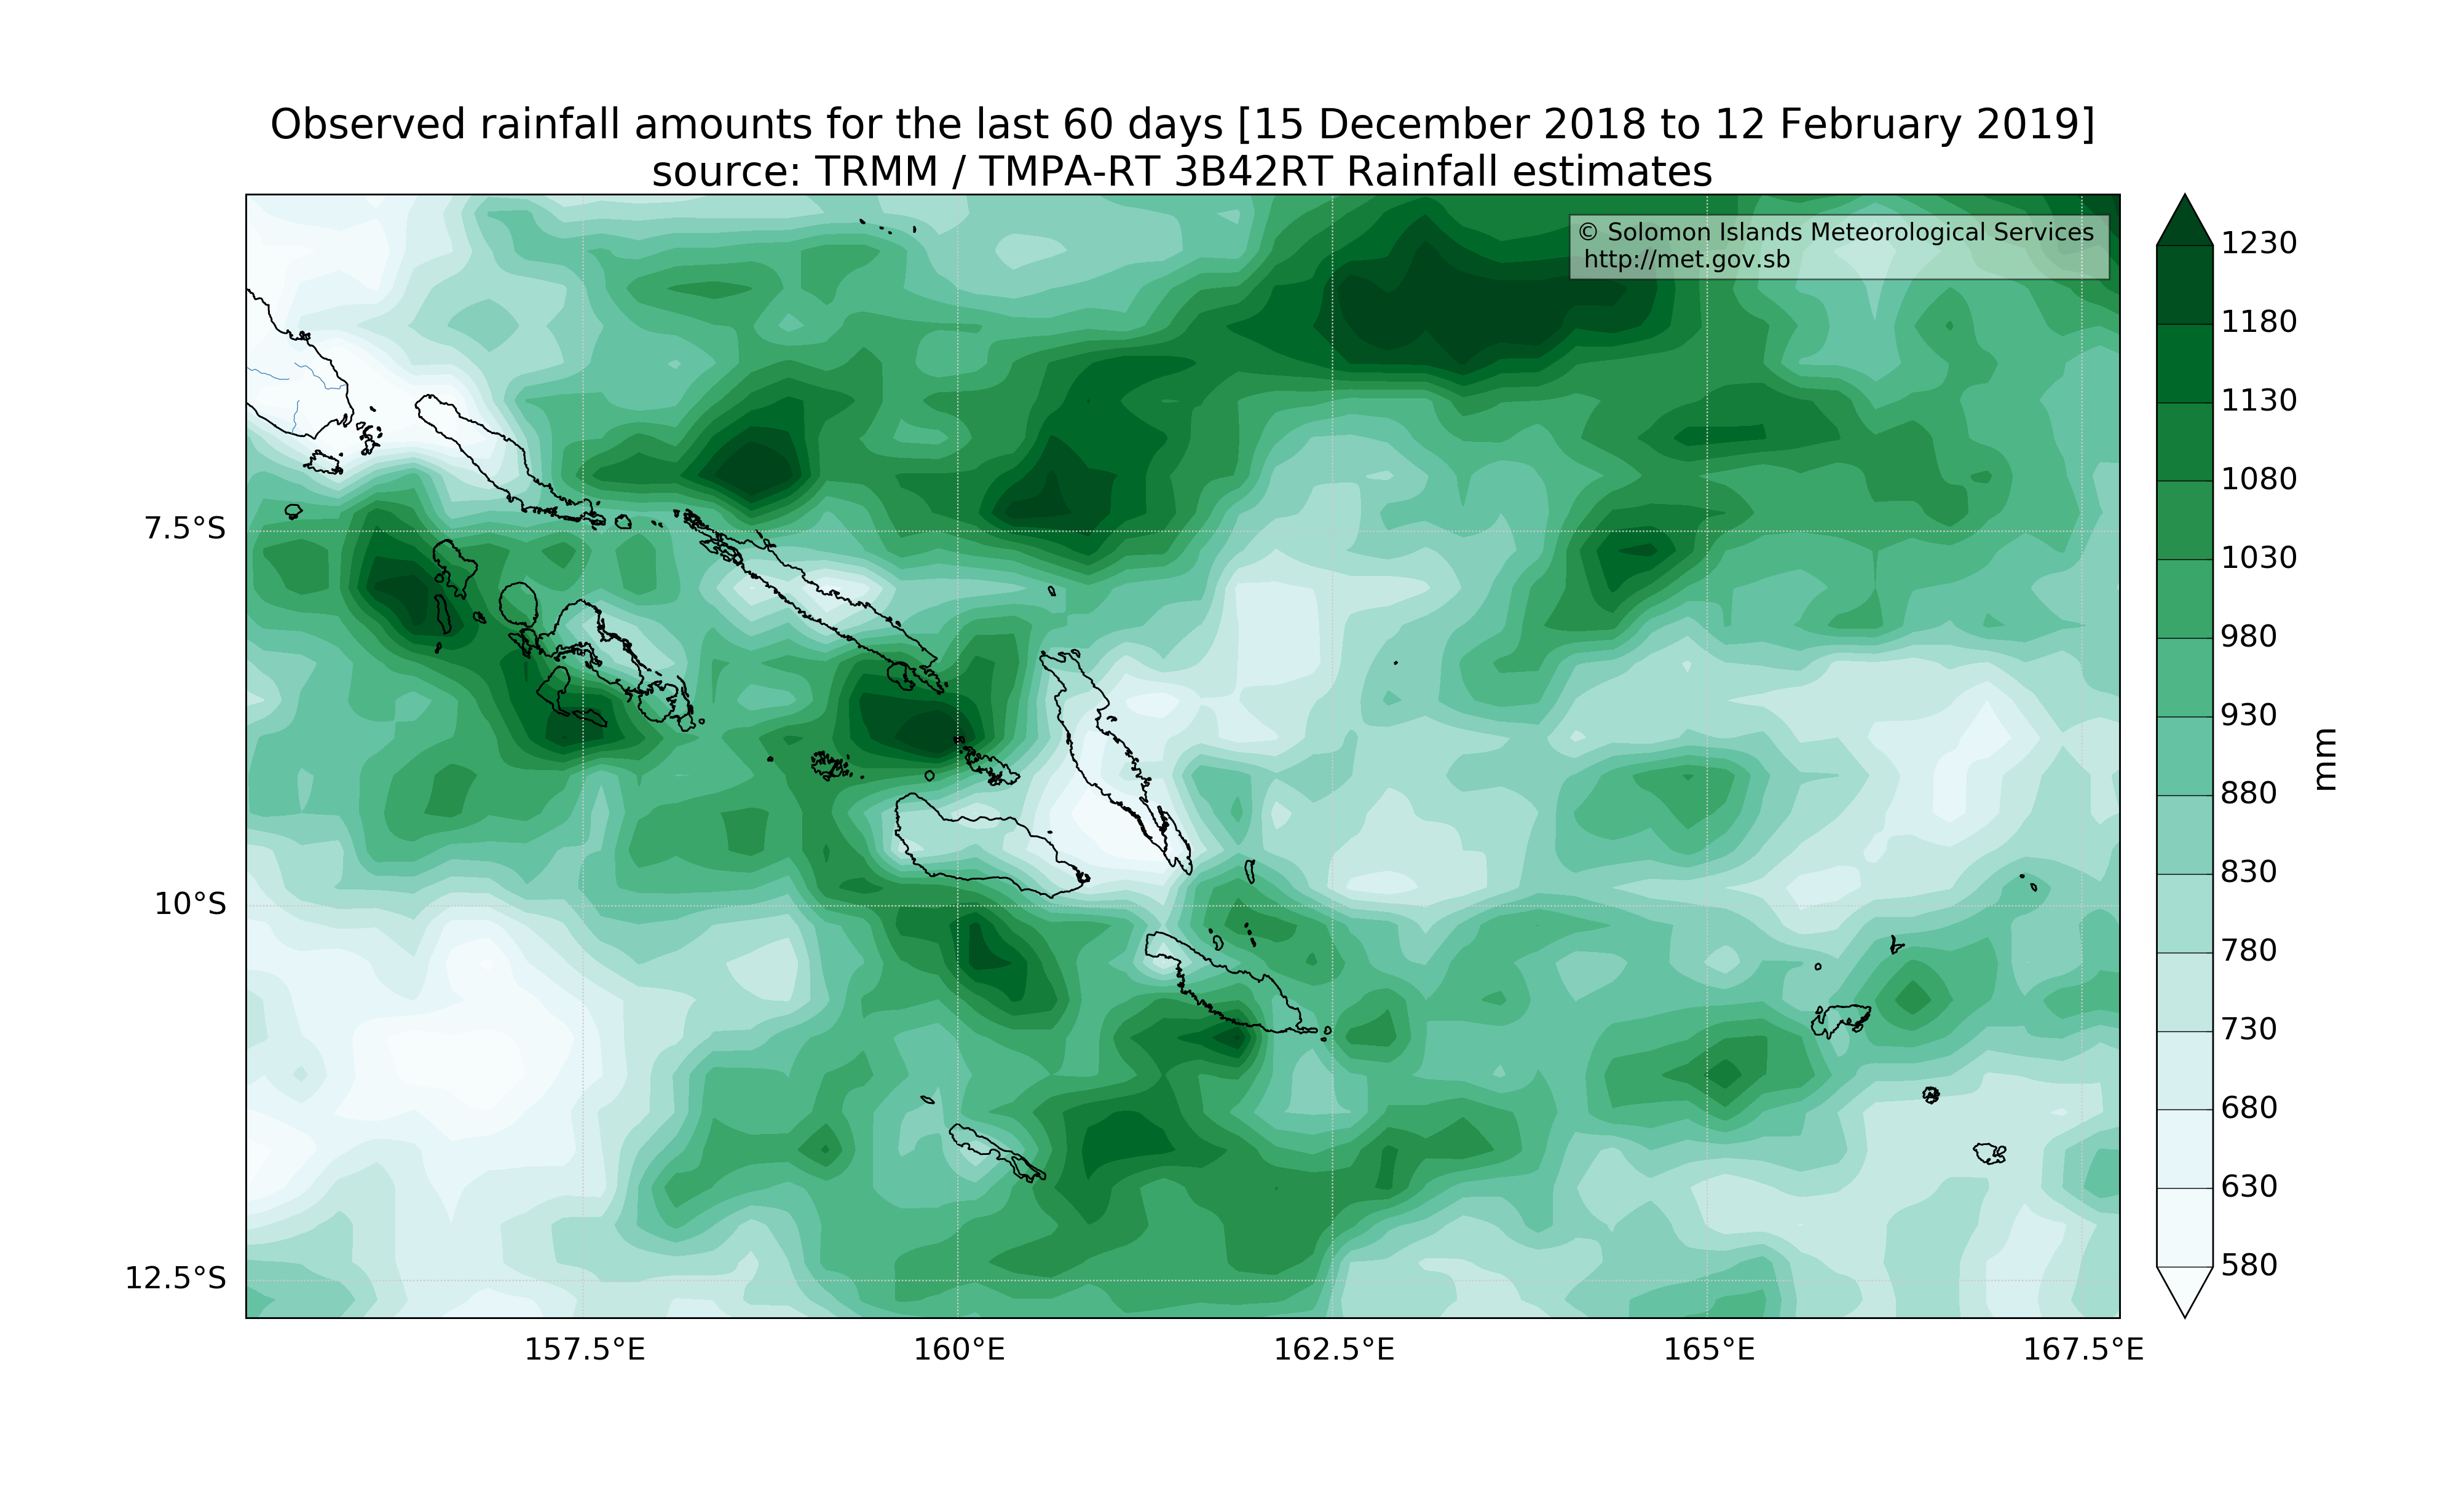 Observed rainfall amounts for the last 60 days [15 December 2018 to 12 February 2019]
source: TRMM / TMPA-RT 3B42RT Rainfall estimates
© Solomon Islands Meteorological Services
http://met.gov.sb
7.5°S
10°S
12.5°S
157.5°E
160°E
162.5°E
165°E
167.5°E
1230
1180
1130
1080
1030
980
930
880
830
780
730
680
630
580
mm